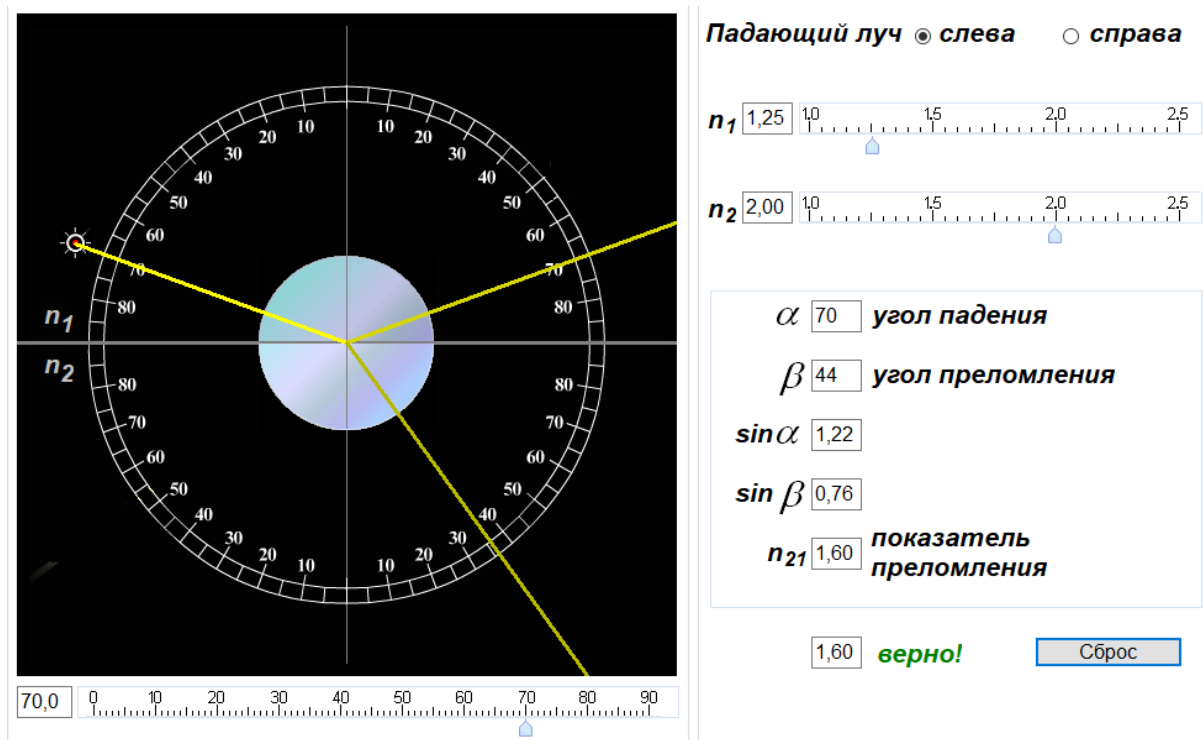 Падающий луч слева справа
n1 1,25 1.0 1.5 2.0 2.5
n2 2,00 1.0 1.5 2.0 2.5
10 10
20 20
30 30
40 40
50 50
60 60
70 70
80 80
n1
n2
80 80
70 70
60 60
50 50
40 40
30 30
20 20
10 10
α 70 угол падения
β 44 угол преломления
sinα 1,22
sin β 0,76
n21 1,60 показатель
преломления
1,60 верно! Сброс
70,0 0 10 20 30 40 50 60 70 80 90